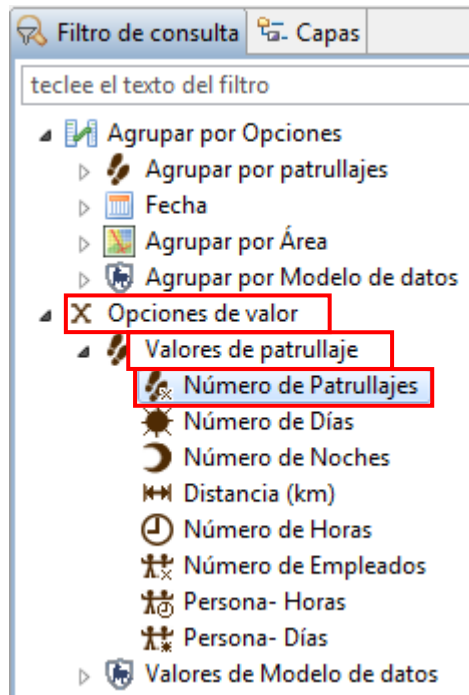 Filtro de consulta Capas
teclee el texto del filtro
Agrupar por Opciones
Agrupar por patrullajes
Fecha
Agrupar por Área
Agrupar por Modelo de datos
Opciones de valor
Valores de patrullaje
Número de Patrullajes
Número de Días
Número de Noches
Distancia (km)
Número de Horas
Número de Empleados
Persona- Horas
Persona- Días
Valores de Modelo de datos